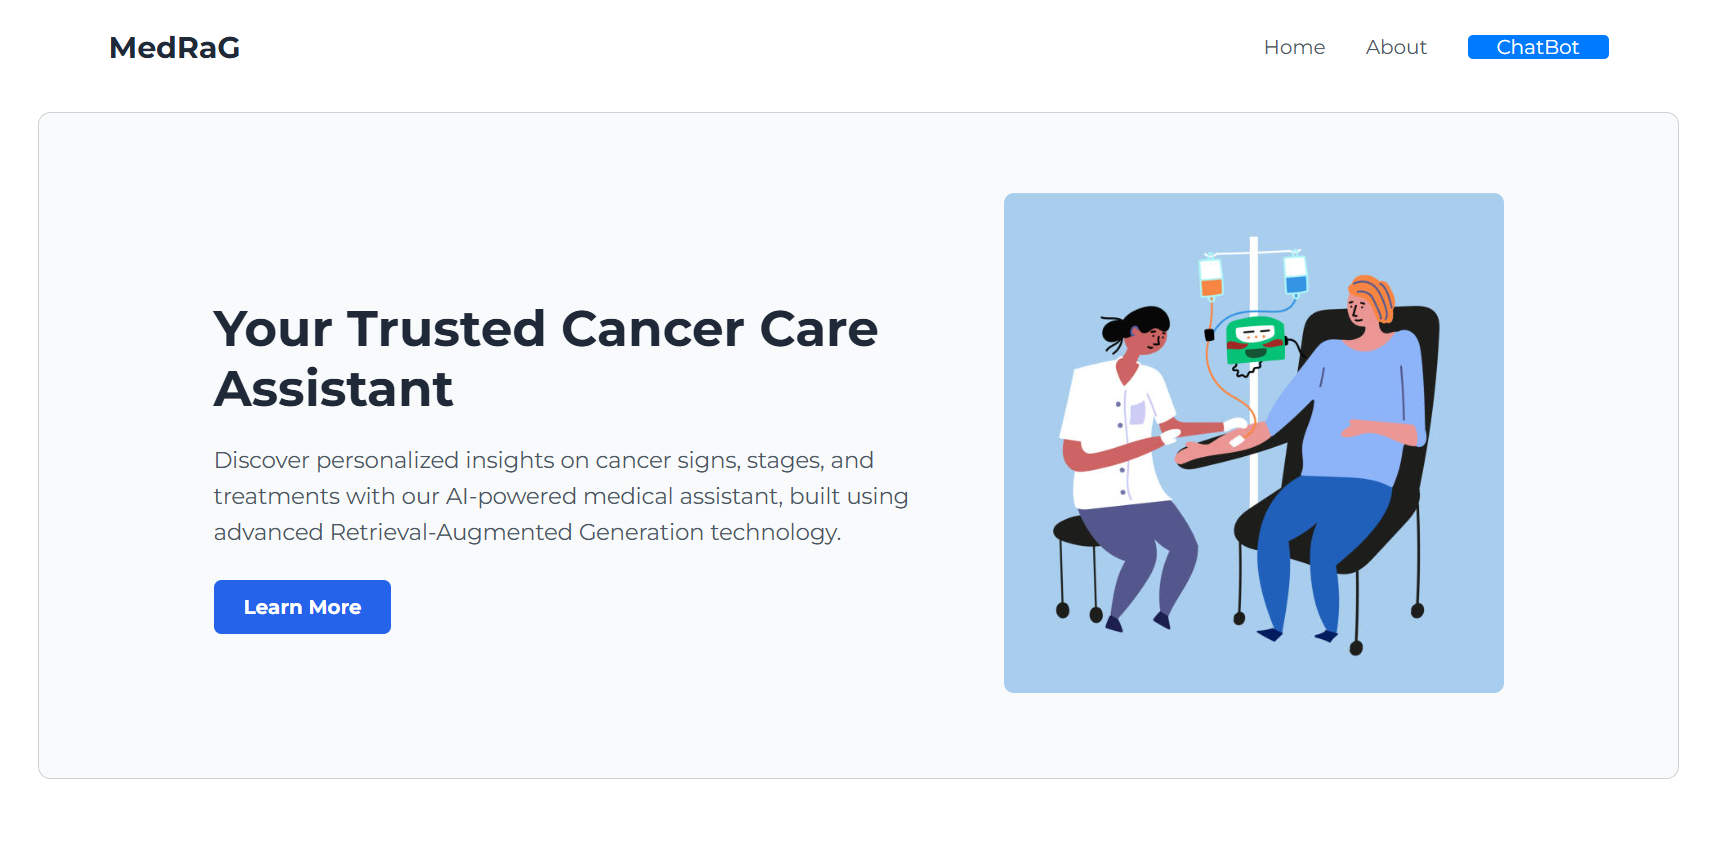 MedRaG
Home
About
ChatBot
Your Trusted Cancer Care
Assistant
Discover personalized insights on cancer signs, stages, and
treatments with our AI-powered medical assistant, built using
advanced Retrieval-Augmented Generation technology.
Learn More